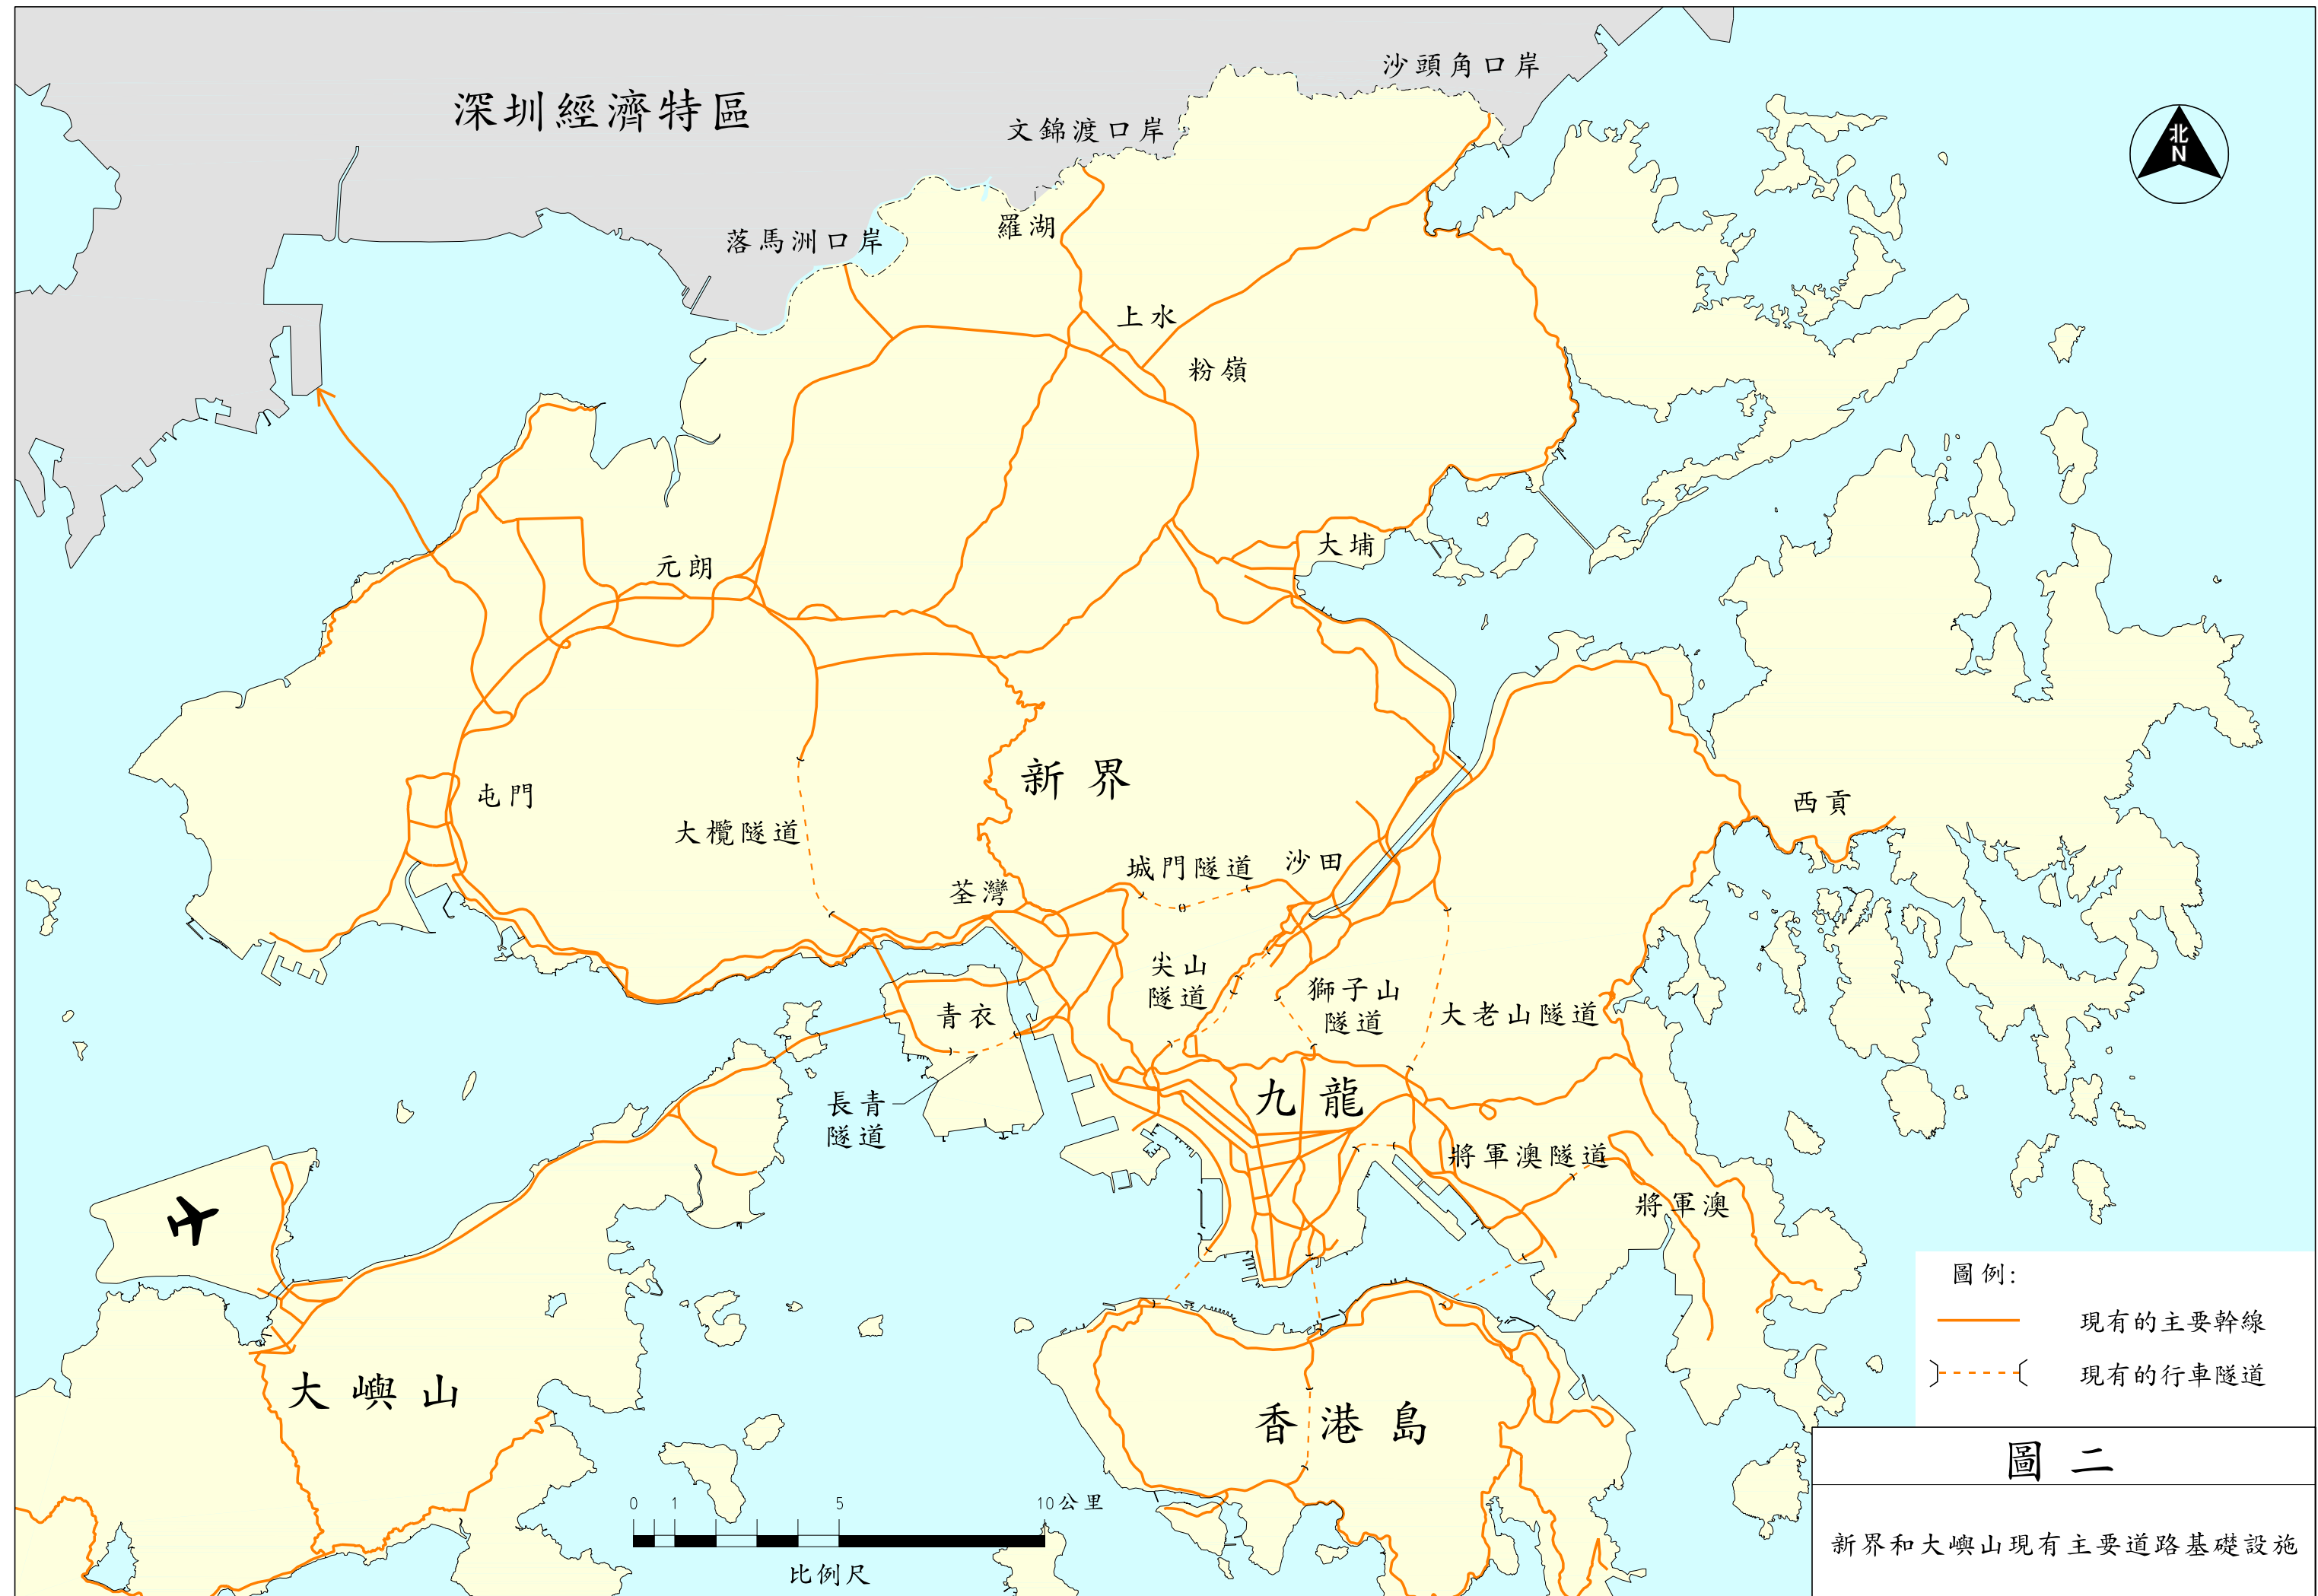 沙頭角口岸
深圳經濟特區
文錦渡口岸
北
N
羅湖
落馬洲口岸
上水
粉嶺
大埔
元朗
新界
屯門
西貢
大欖隧道
城門隧道
沙田
荃灣
尖山
隧道
獅子山
隧道
青衣
大老山隧道
九龍
長青
隧道
將軍澳隧道
將軍澳
圖例:
現有的主要幹線
現有的行車隧道
大嶼山
香港島
圖二
0 1 5 10公里
比例尺
新界和大嶼山現有主要道路基礎設施